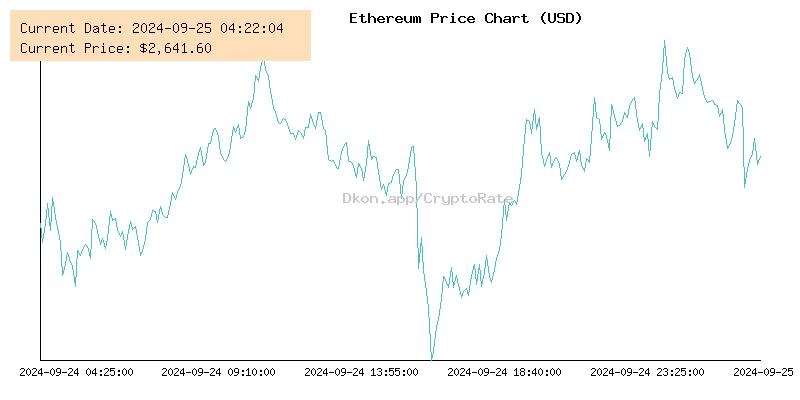 Ethereum Price Chart (USD)
Current Date: 2024-09-25 04:22:04
Current Price: $2,641.60
Dkon.app/CryptoRate
2024-09-24 04:25:00
2024-09-24 09:10:00
2024-09-24 13:55:00
2024-09-24 18:40:00
2024-09-24 23:25:00
2024-09-25